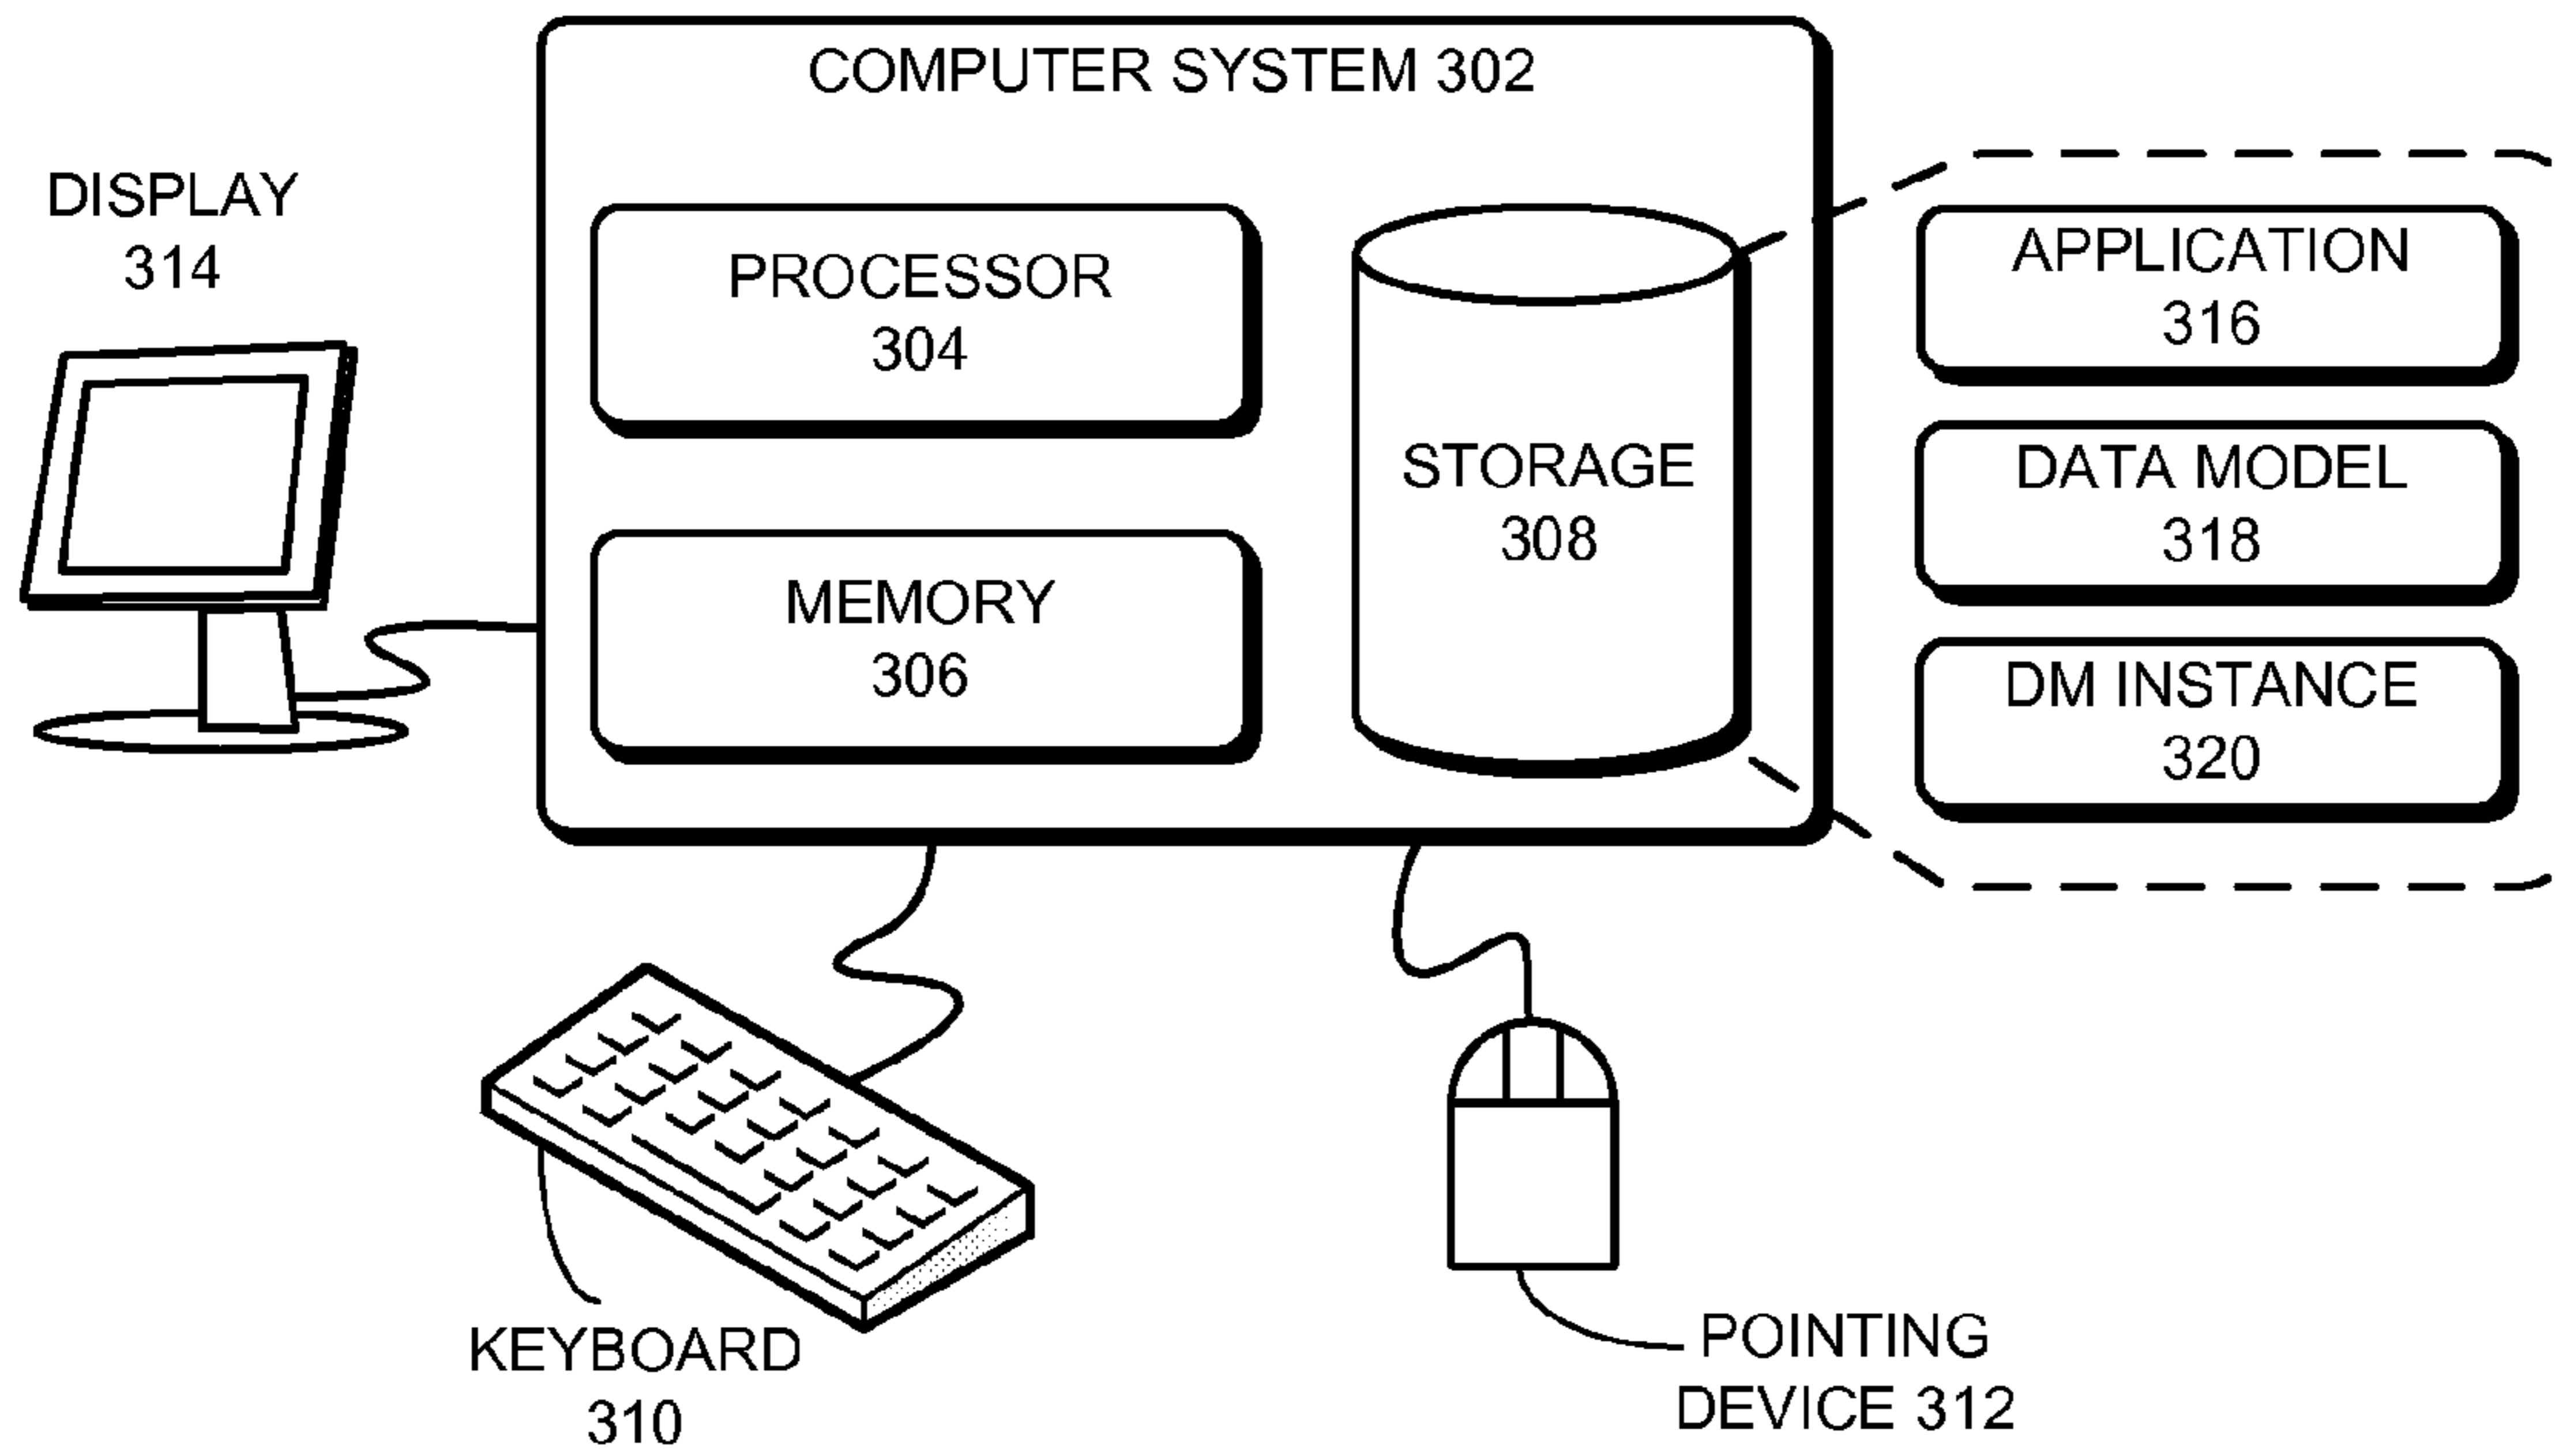 COMPUTER SYSTEM 302
DISPLAY
314
PROCESSOR
304
MEMORY
306
STORAGE
308
APPLICATION
316
DATA MODEL
318
DM INSTANCE
320
KEYBOARD
310
POINTING
DEVICE 312